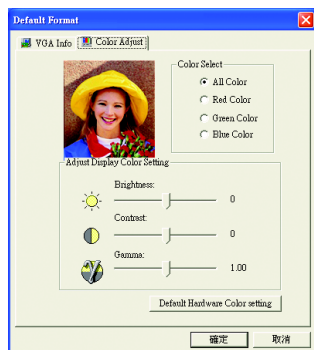 Default Format
VGA Info
Color Adjust
Color Select
All Color
Red Color
Green Color
Blue Color
Adjust Display Color Setting
Brightness:
0
Contrast:
0
Gamma:
1.00
Default Hardware Color setting
確定
取消